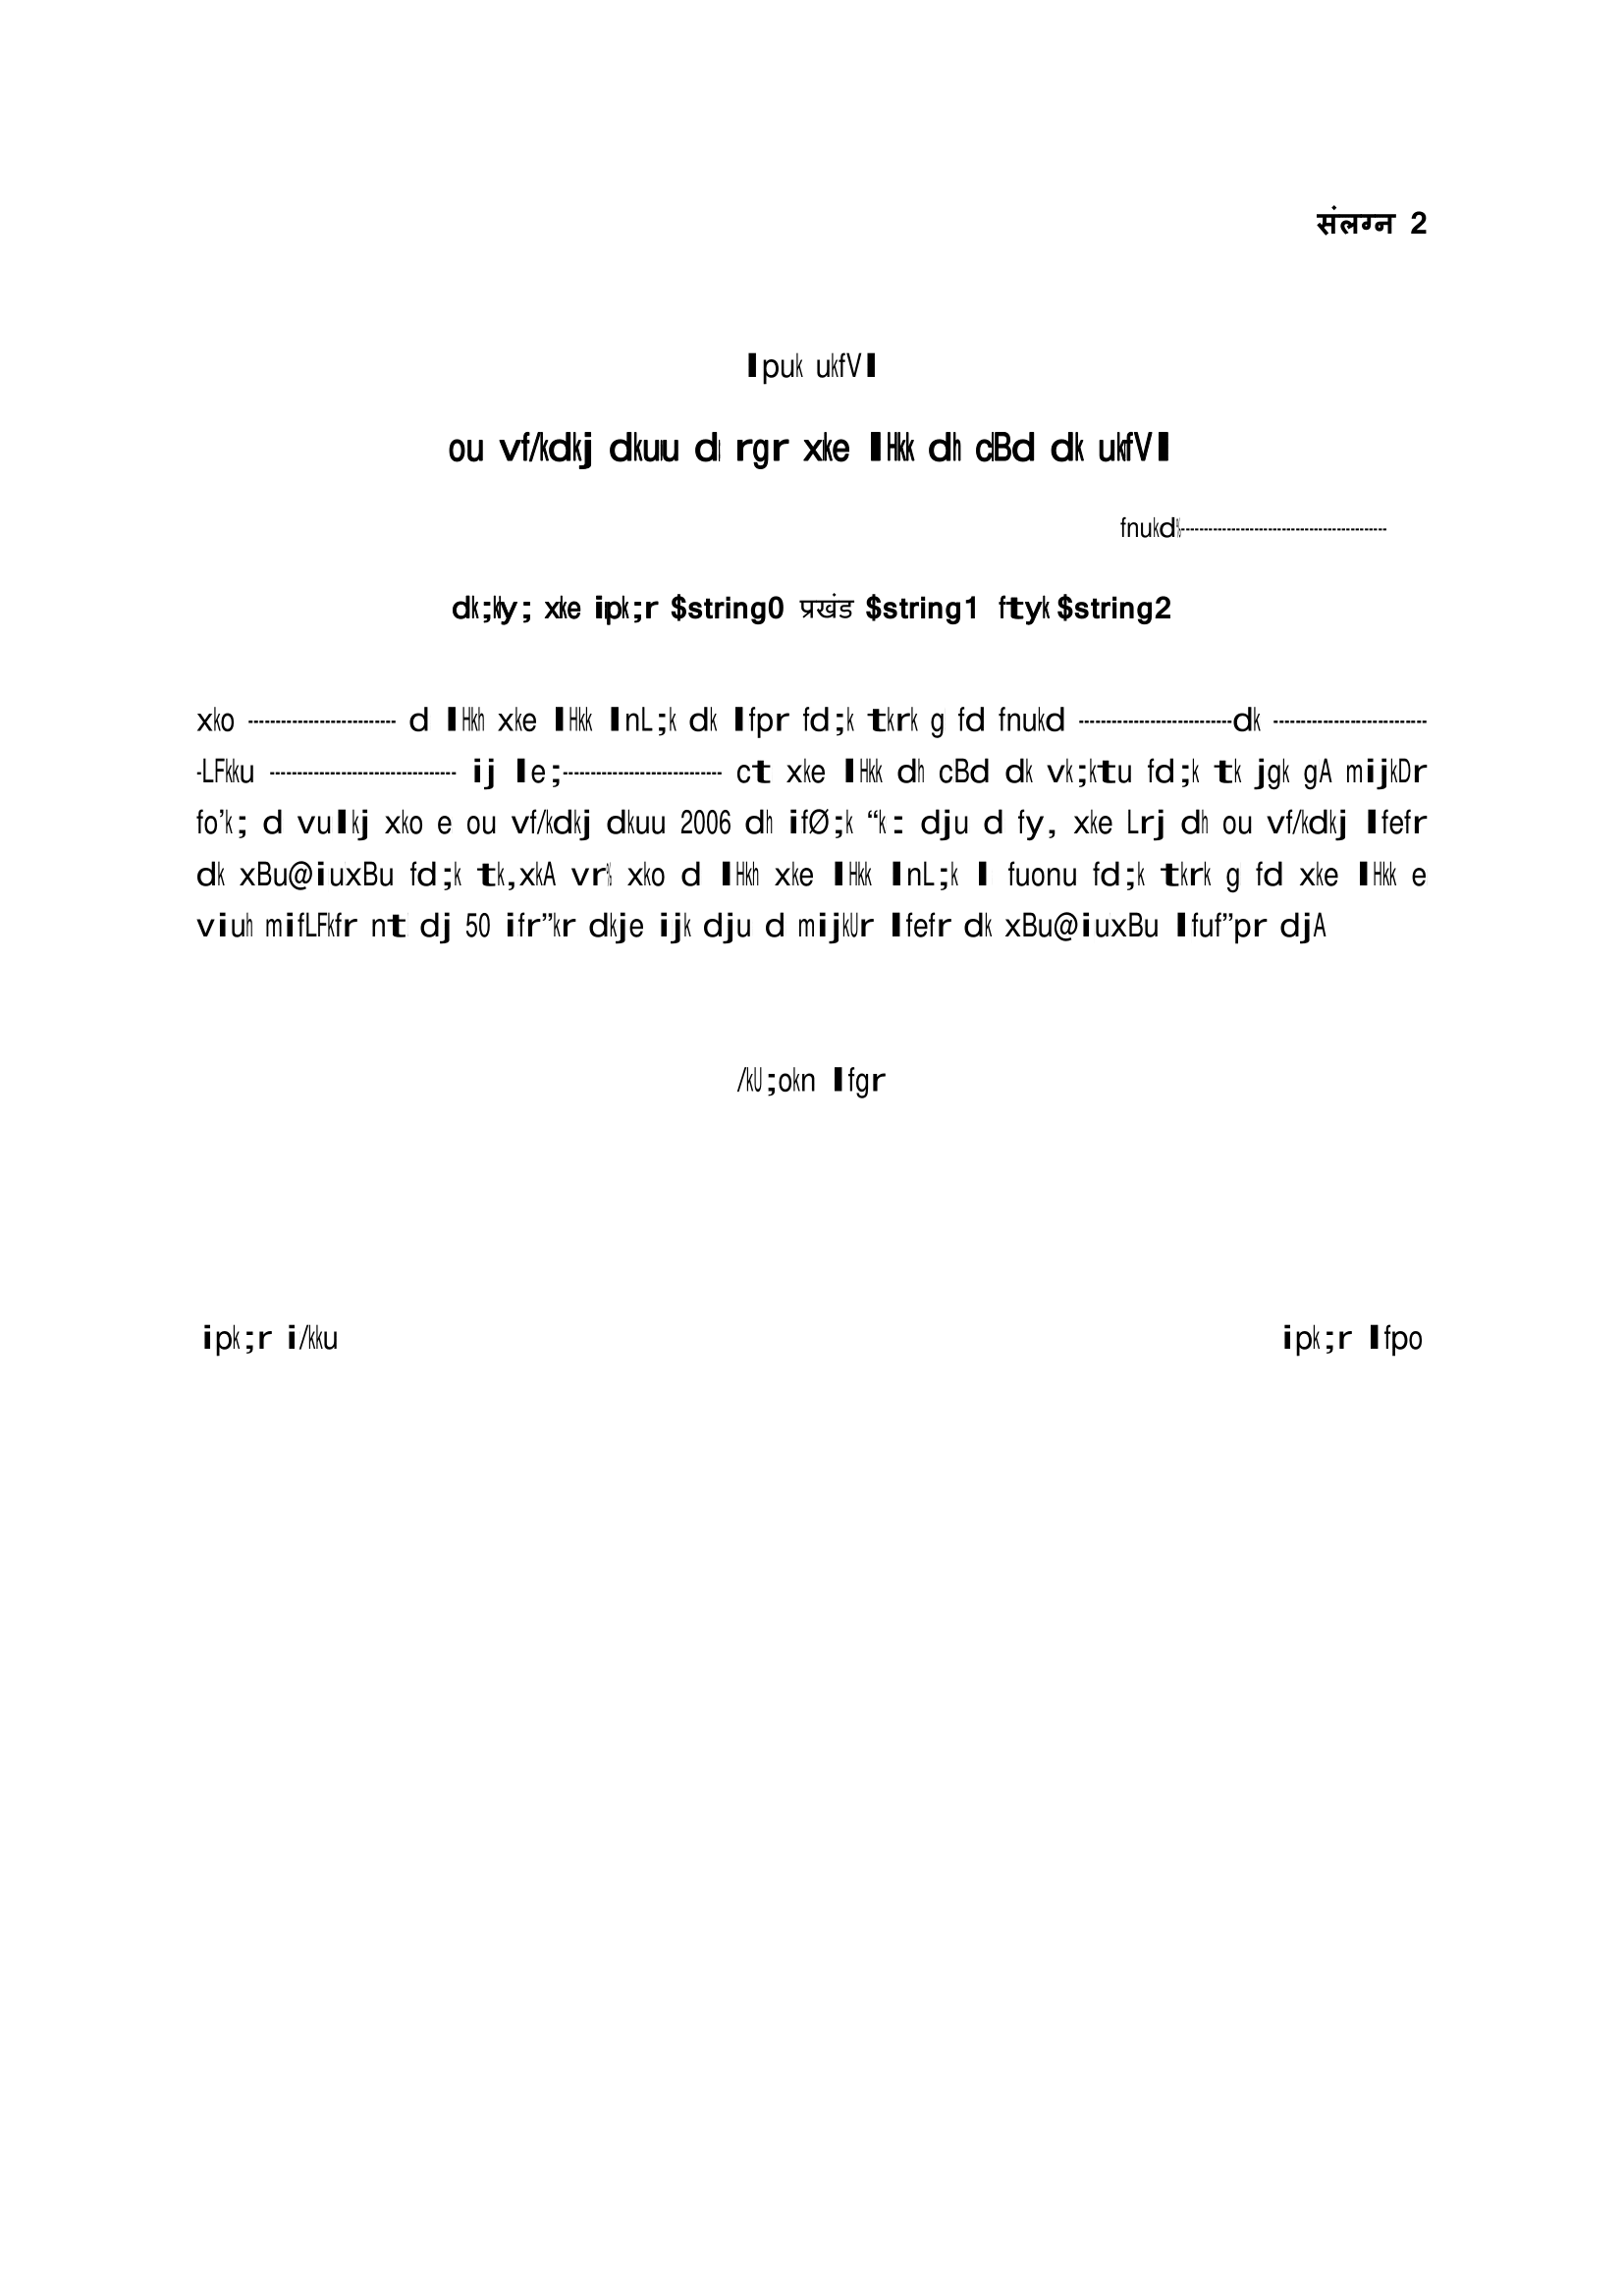 संलग्न 2
lpuk ukfVl
ou vf/kdkj dkuu d rgr xke lHkk dh cBd dk ukfVl
fnukd%---------------------------------------------
dk;kly; xke ipk;r $string0 प्रखंड $string1 ftyk $string2
xko --------------------------- d lHkh xke lHkk lnL;k dk lfpr fd;k tkrk g fd fnukd ----------------------------dk ----------------------------
-LFkku ---------------------------------- ij le;----------------------------- ct xke lHkk dh cBd dk vk;ktu fd;k tk jgk gA mijkDr
fo’k; d vulkj xko e ou vf/kdkj dkuu 2006 dh ifØ;k “k: dju d fy, xke Lrj dh ou vf/kdkj lfefr
dk xBu@iuxBu fd;k tk,xkA vr% xko d lHkh xke lHkk lnL;k l fuonu fd;k tkrk g fd xke lHkk e
viuh mifLFkfr nt dj 50 ifr”kr dkje ijk dju d mijkUr lfefr dk xBu@iuxBu lfuf”pr djA
/kU;okn lfgr
ipk;r i/kku ipk;r lfpo